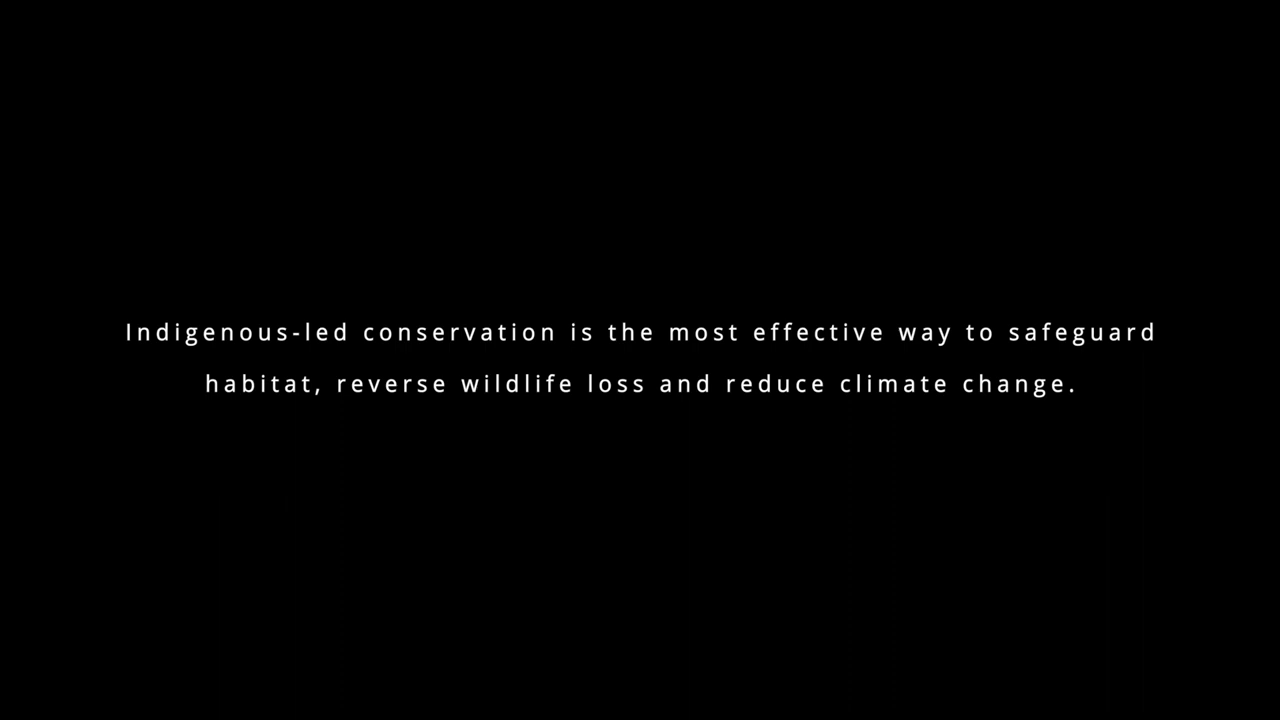 Indigenous-led conservation is the most effective way to safeguard
habitat, reverse wildlife loss and reduce climate change.